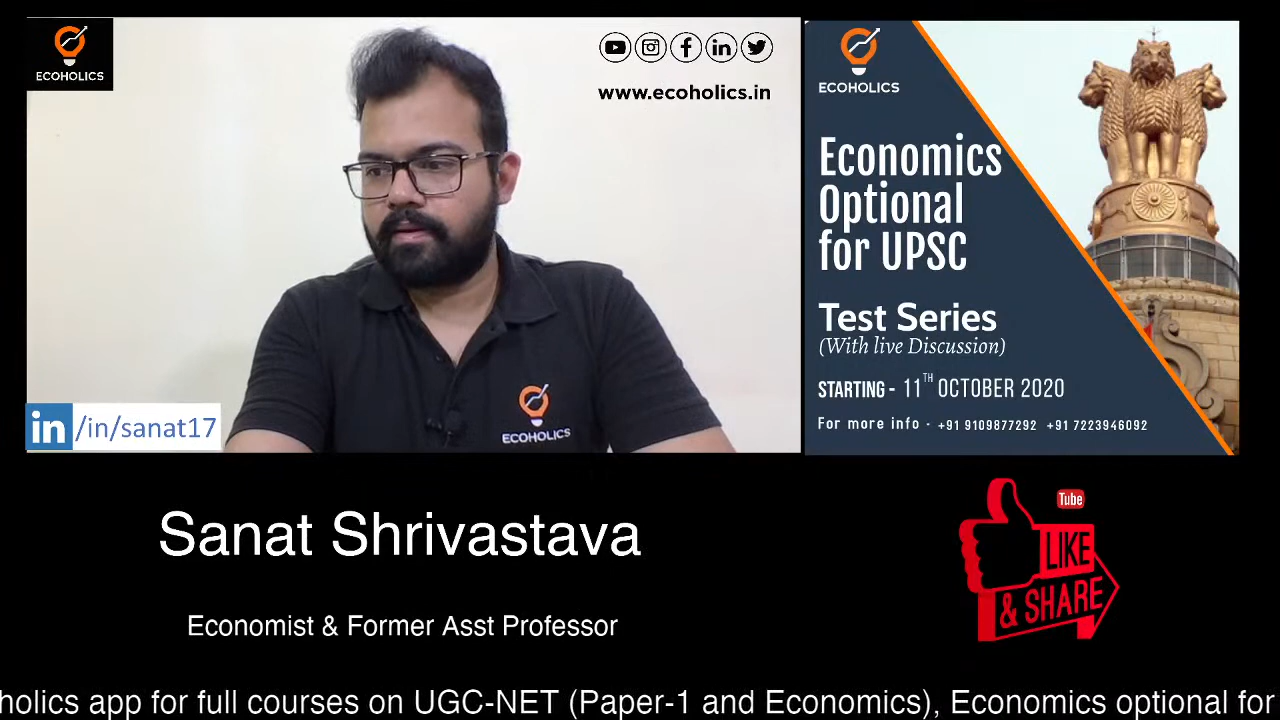 ECOHOLICS
www.ecoholics.in
in/in/sanat17
ECOHOLICS
ECOHOLICS
Economics
Optional
for UPSC
Test Series
(With live Discussion)
STARTING - 11TH OCTOBER 2020
For more info - +91 9109877292 +91 7223946092
Sanat Shrivastava
Economist & Former Asst Professor
Tube
LIKE
& SHARE
holics app for full courses on UGC-NET (Paper-1 and Economics), Economics optional for